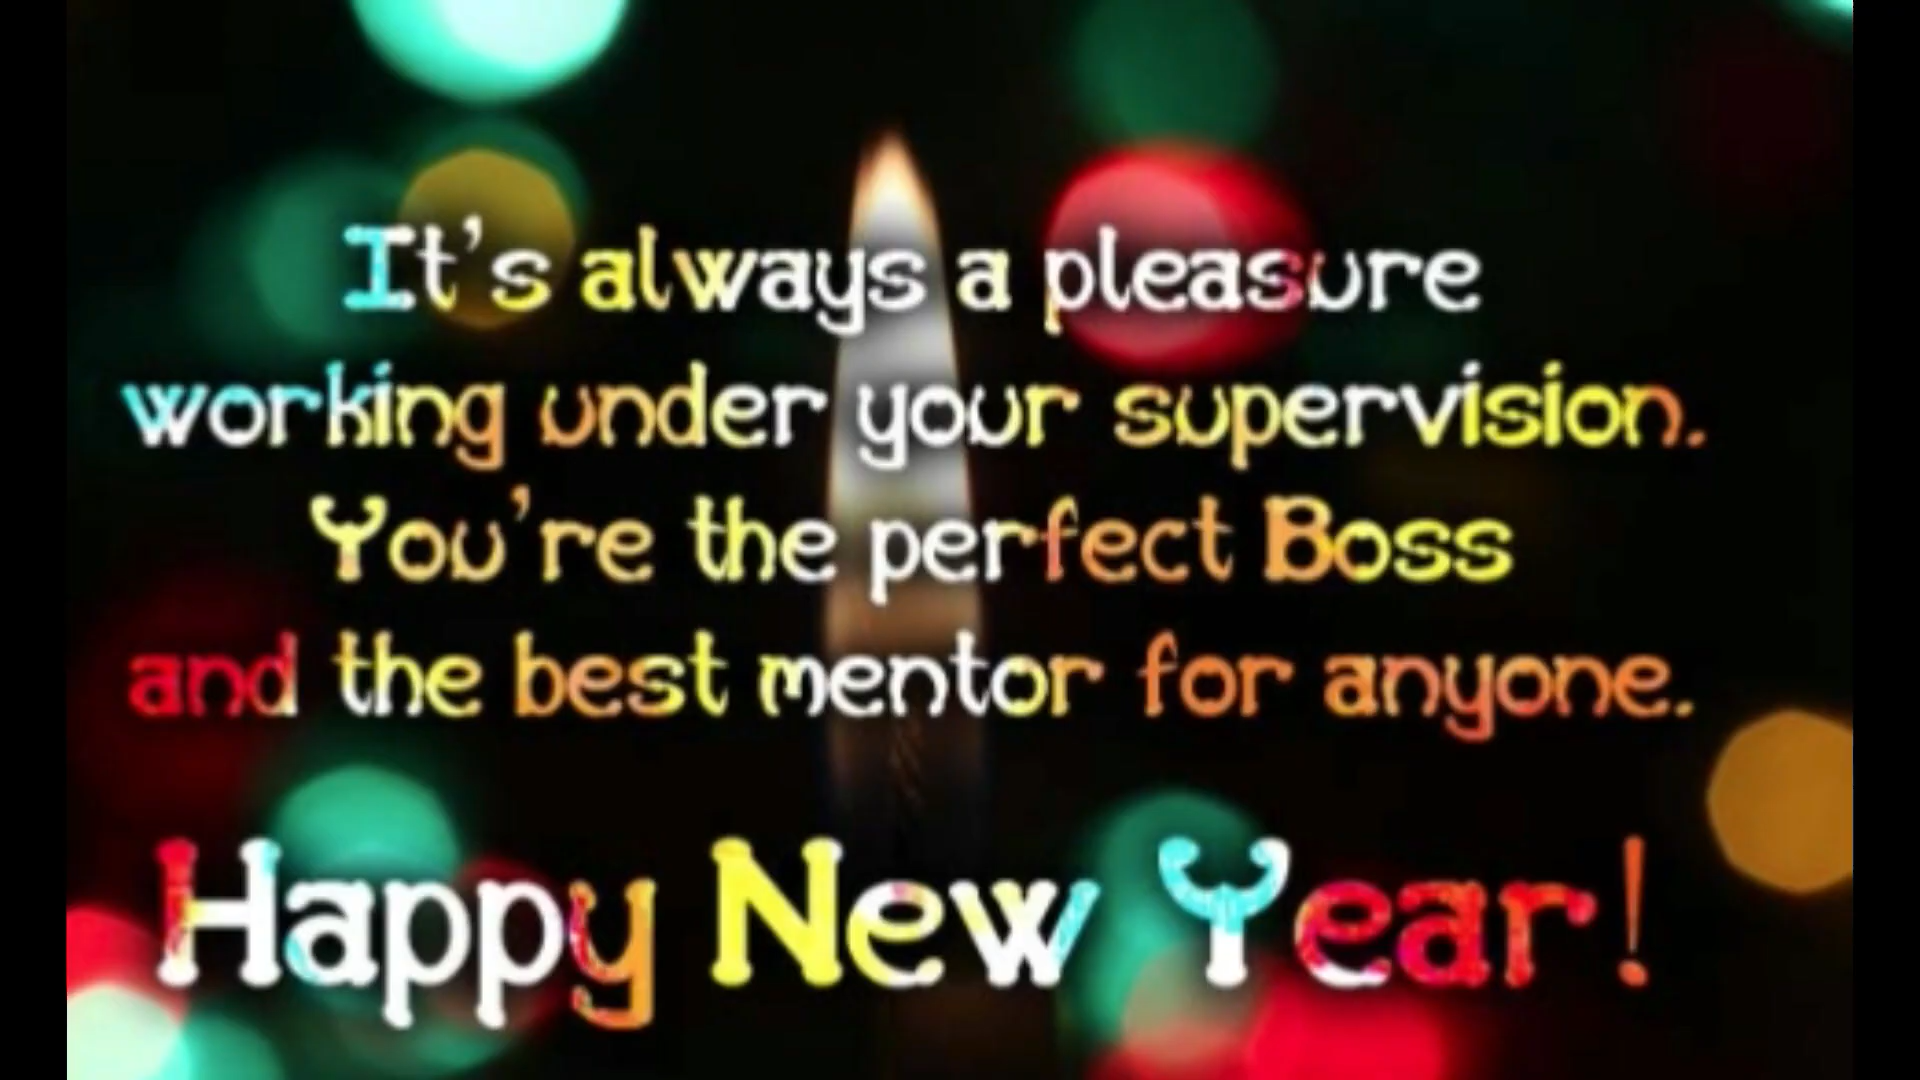 It's always a pleasure
working under your supervision.
You're the perfect Boss
and the best mentor for anyone.
Happy New Year!